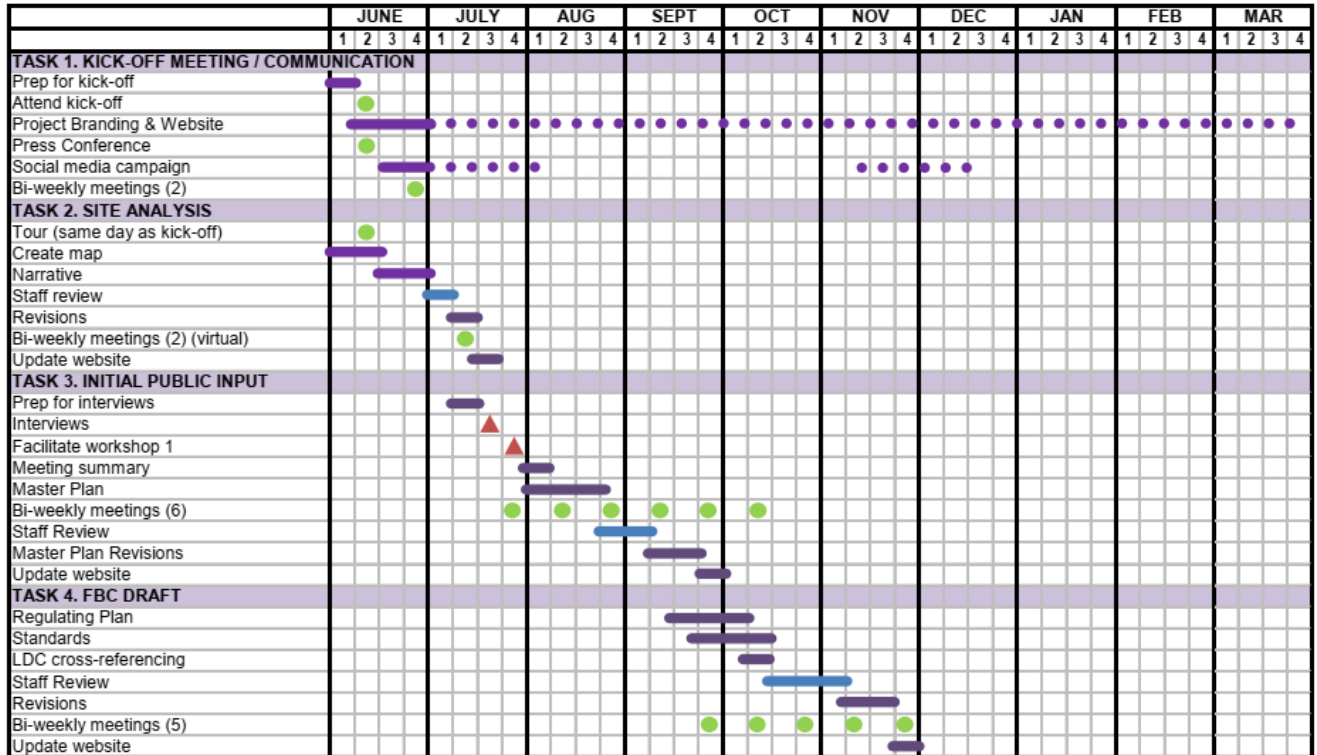 JUNE JULY AUG SEPT OCT NOV DEC JAN FEB MAR
1 2 3 4 1 2 3 4 1 2 3 4 1 2 3 4 1 2 3 4 1 2 3 4 1 2 3 4 1 2 3 4 1 2 3 4 1 2 3 4
TASK 1. KICK-OFF MEETING / COMMUNICATION
Prep for kick-off
Attend kick-off
Project Branding & Website
Press Conference
Social media campaign
Bi-weekly meetings (2)
TASK 2. SITE ANALYSIS
Tour (same day as kick-off)
Create map
Narrative
Staff review
Revisions
Bi-weekly meetings (2) (virtual)
Update website
TASK 3. INITIAL PUBLIC INPUT
Prep for interviews
Interviews
Facilitate workshop 1
Meeting summary
Master Plan
Bi-weekly meetings (6)
Staff Review
Master Plan Revisions
Update website
TASK 4. FBC DRAFT
Regulating Plan
Standards
LDC cross-referencing
Staff Review
Revisions
Bi-weekly meetings (5)
Update website